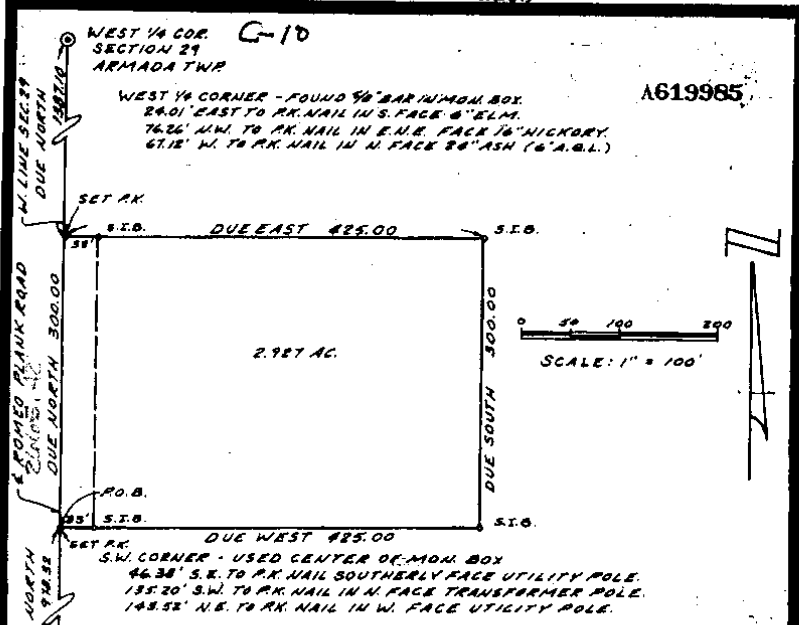 WEST 1/4 COR.
SECTION 29
ARMADA TWP.
C-10
A619985
WEST 1/4 CORNER - FOUND 5/8" BAR IN MON. BOX.
24.01' EAST TO P.K. NAIL IN S. FACE 6" ELM.
76.26' N.W. TO P.K. NAIL IN E.N.E. FACE 16" HICKORY.
67.12' W. TO P.K. NAIL IN N. FACE 24" ASH (6' A.G.L.)
W. LINE SEC. 29
DUE NORTH
1387.10
SET P.K.
33'
S.I.B.
DUE EAST 425.00
S.I.B.
℄ ROMEO PLANK ROAD
DUE NORTH 300.00
2.927 AC.
DUE SOUTH 300.00
0 50 100 200
SCALE: 1" = 100'
N
P.O.B.
33'
S.I.B.
S.I.B.
SET P.K.
DUE WEST 425.00
NORTH
978.32
S.W. CORNER - USED CENTER OF MON. BOX
46.38' S.E. TO P.K. NAIL SOUTHERLY FACE UTILITY POLE.
135.20' S.W. TO P.K. NAIL IN N. FACE TRANSFORMER POLE.
143.52' N.E. TO P.K. NAIL IN W. FACE UTILITY POLE.